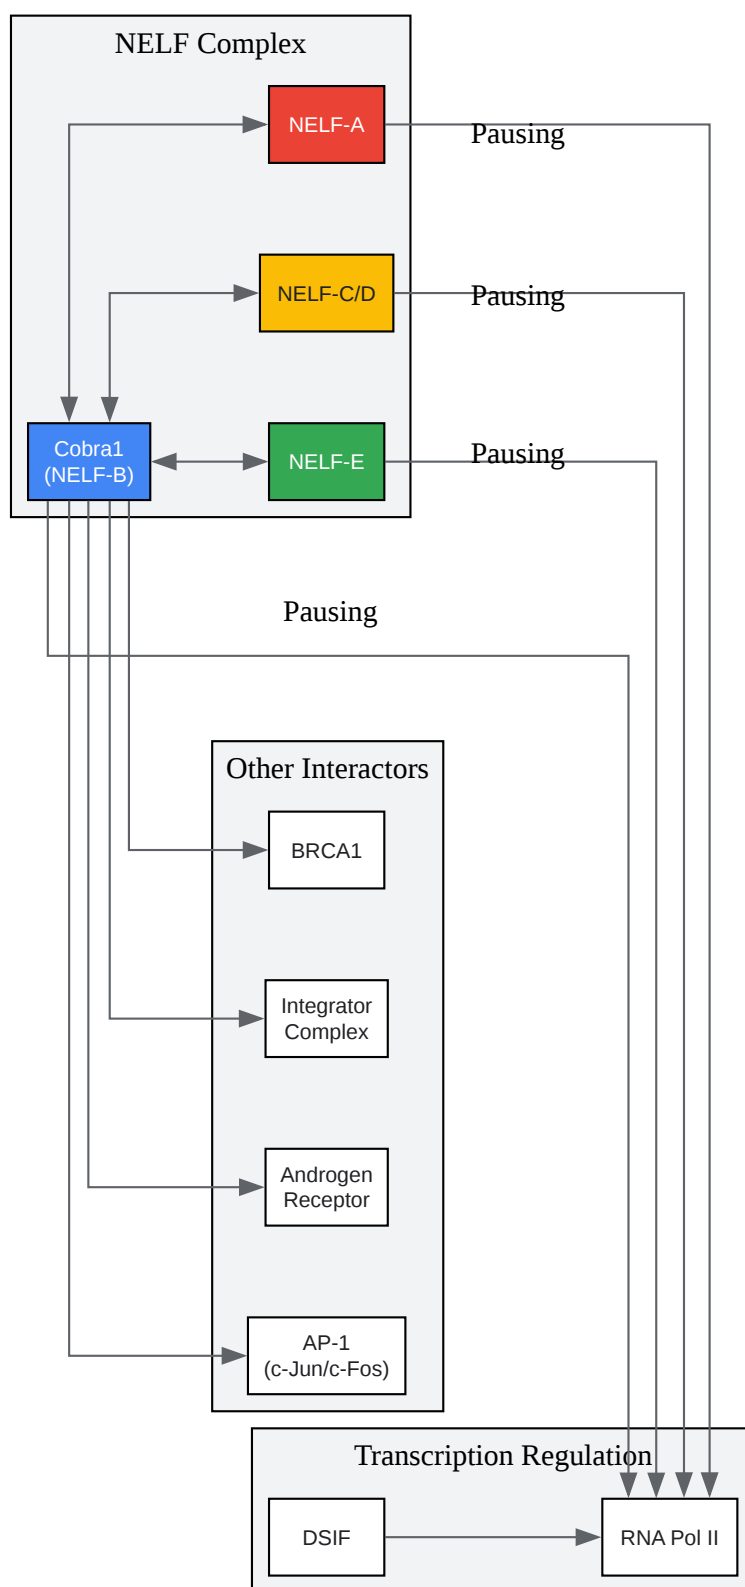 NELF Complex
NELF-A
Pausing
NELF-C/D
Pausing
Cobra1
(NELF-B)
NELF-E
Pausing
Pausing
Other Interactors
BRCA1
Integrator
Complex
Androgen
Receptor
AP-1
(c-Jun/c-Fos)
Transcription Regulation
DSIF
RNA Pol II